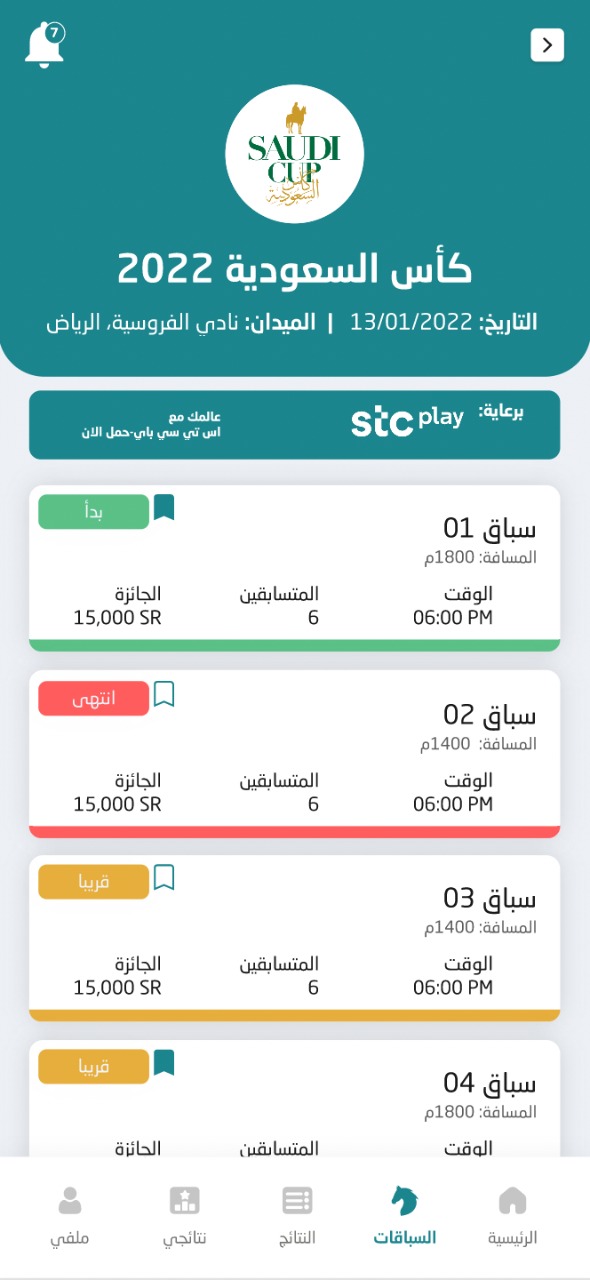 7
SAUDI
CUP
كأس
السعودية
كأس السعودية 2022
التاريخ: 13/01/2022 | الميدان: نادي الفروسية، الرياض
برعاية: stc play
عالمك مع
اس تي سي باي-حمل الان
بدأ
سباق 01
المسافة: 1800م
الوقت المتسابقين الجائزة
06:00 PM 6 15,000 SR
انتهى
سباق 02
المسافة: 1400م
الوقت المتسابقين الجائزة
06:00 PM 6 15,000 SR
قريبا
سباق 03
المسافة: 1400م
الوقت المتسابقين الجائزة
06:00 PM 6 15,000 SR
قريبا
سباق 04
المسافة: 1800م
الوقت المتسابقين الجائزة
الرئيسية السباقات النتائج نتائجي ملفي